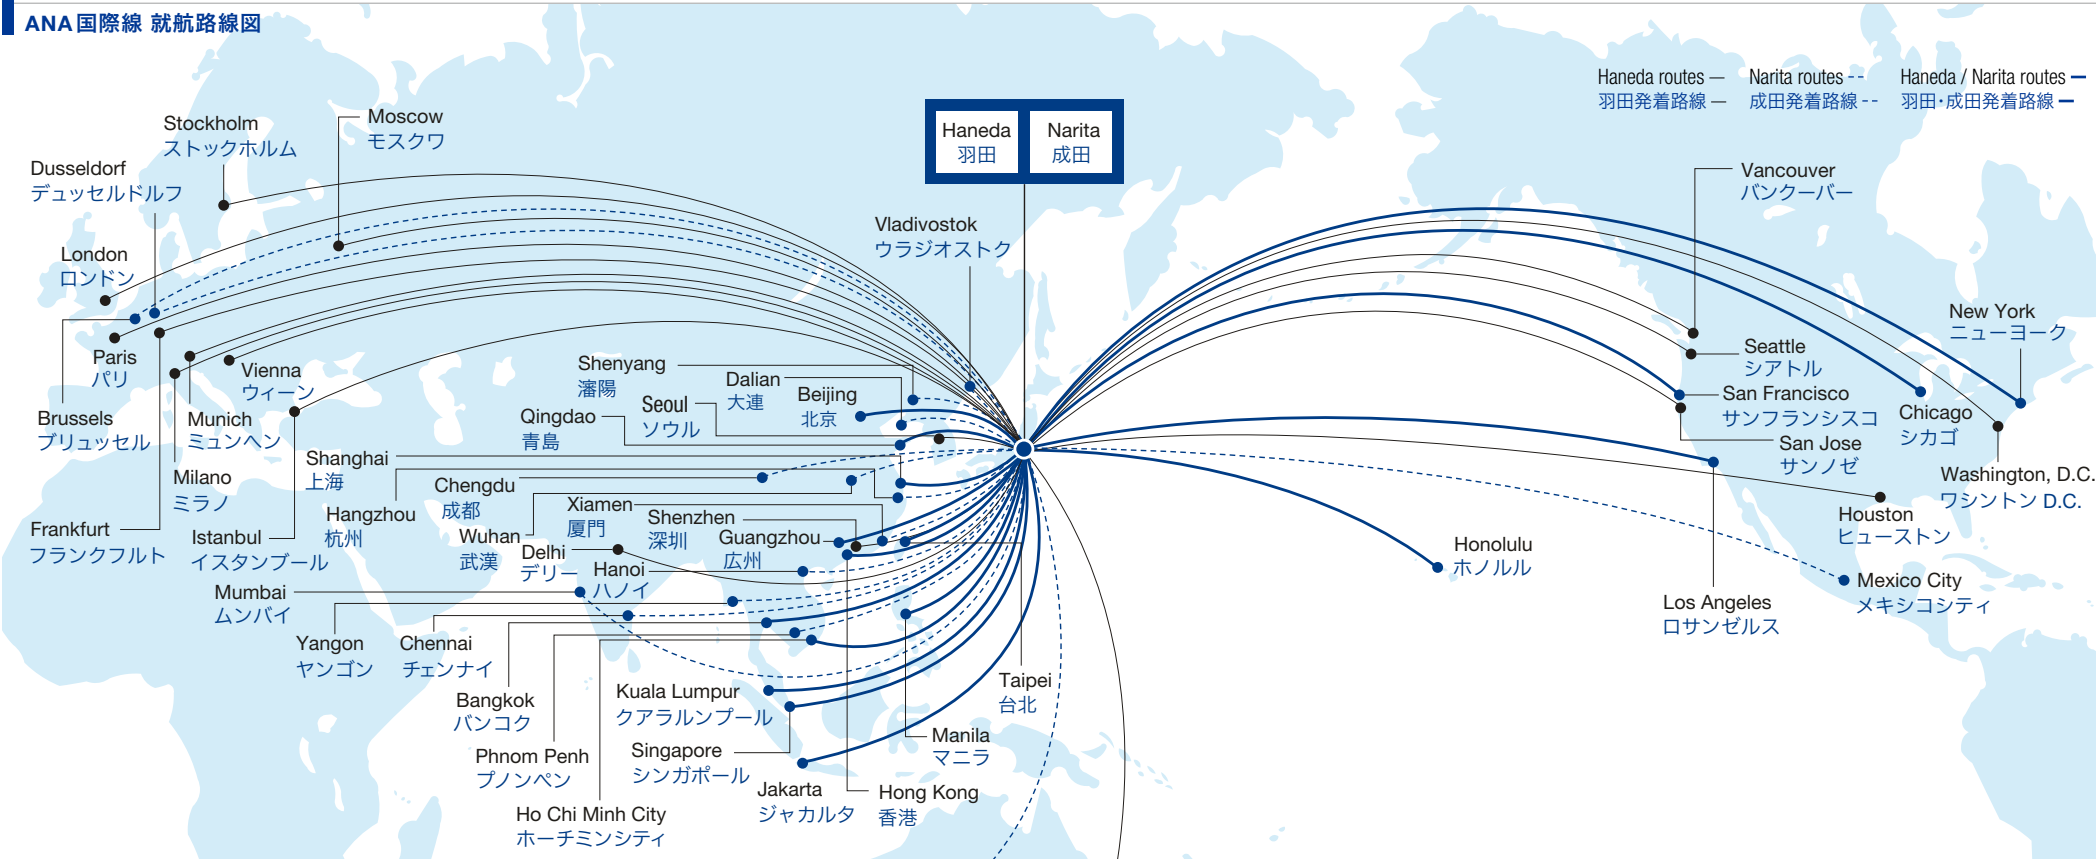 ANA国際線 就航路線図
Haneda routes
Narita routes
Haneda / Narita routes
羽田発着路線
成田発着路線
羽田・成田発着路線
Haneda
羽田
Narita
成田
Moscow
モスクワ
Stockholm
ストックホルム
Dusseldorf
デュッセルドルフ
London
ロンドン
Paris
パリ
Vienna
ウィーン
Brussels
ブリュッセル
Munich
ミュンヘン
Milano
ミラノ
Frankfurt
フランクフルト
Istanbul
イスタンブール
Vladivostok
ウラジオストク
Shenyang
瀋陽
Dalian
大連
Beijing
北京
Qingdao
青島
Seoul
ソウル
Shanghai
上海
Chengdu
成都
Hangzhou
杭州
Wuhan
武漢
Xiamen
厦門
Shenzhen
深圳
Guangzhou
広州
Delhi
デリー
Hanoi
ハノイ
Mumbai
ムンバイ
Yangon
ヤンゴン
Chennai
チェンナイ
Bangkok
バンコク
Phnom Penh
プノンペン
Ho Chi Minh City
ホーチミンシティ
Kuala Lumpur
クアラルンプール
Singapore
シンガポール
Jakarta
ジャカルタ
Hong Kong
香港
Manila
マニラ
Taipei
台北
Vancouver
バンクーバー
Seattle
シアトル
San Francisco
サンフランシスコ
San Jose
サンノゼ
New York
ニューヨーク
Chicago
シカゴ
Washington, D.C.
ワシントン D.C.
Houston
ヒューストン
Honolulu
ホノルル
Mexico City
メキシコシティ
Los Angeles
ロサンゼルス